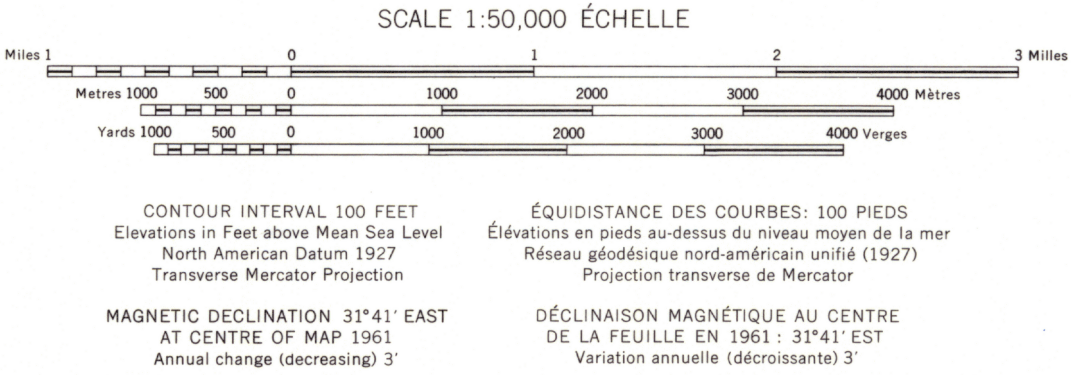 SCALE 1:50,000 ÉCHELLE
Miles 1 0 1 2 3 Milles
Metres 1000 500 0 1000 2000 3000 4000 Mètres
Yards 1000 500 0 1000 2000 3000 4000 Verges
CONTOUR INTERVAL 100 FEET
Elevations in Feet above Mean Sea Level
North American Datum 1927
Transverse Mercator Projection
ÉQUIDISTANCE DES COURBES: 100 PIEDS
Élévations en pieds au-dessus du niveau moyen de la mer
Réseau géodésique nord-américain unifié (1927)
Projection transverse de Mercator
MAGNETIC DECLINATION 31°41′ EAST
AT CENTRE OF MAP 1961
Annual change (decreasing) 3′
DÉCLINAISON MAGNÉTIQUE AU CENTRE
DE LA FEUILLE EN 1961 : 31°41′ EST
Variation annuelle (décroissante) 3′